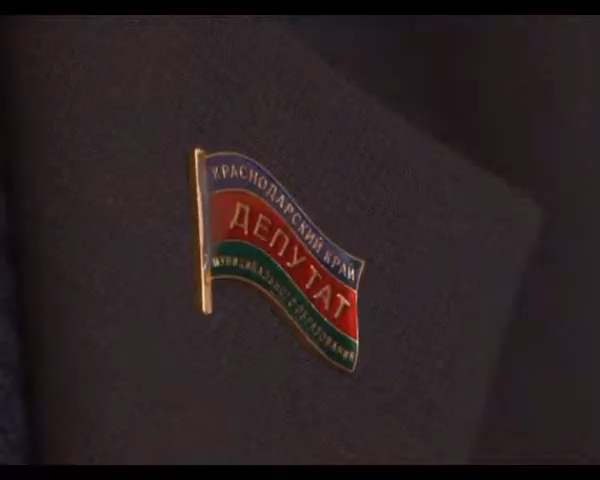 КРАСНОДАРСКИЙ КРАЙ
ДЕПУТАТ
МУНИЦИПАЛЬНОГО ОБРАЗОВАНИЯ